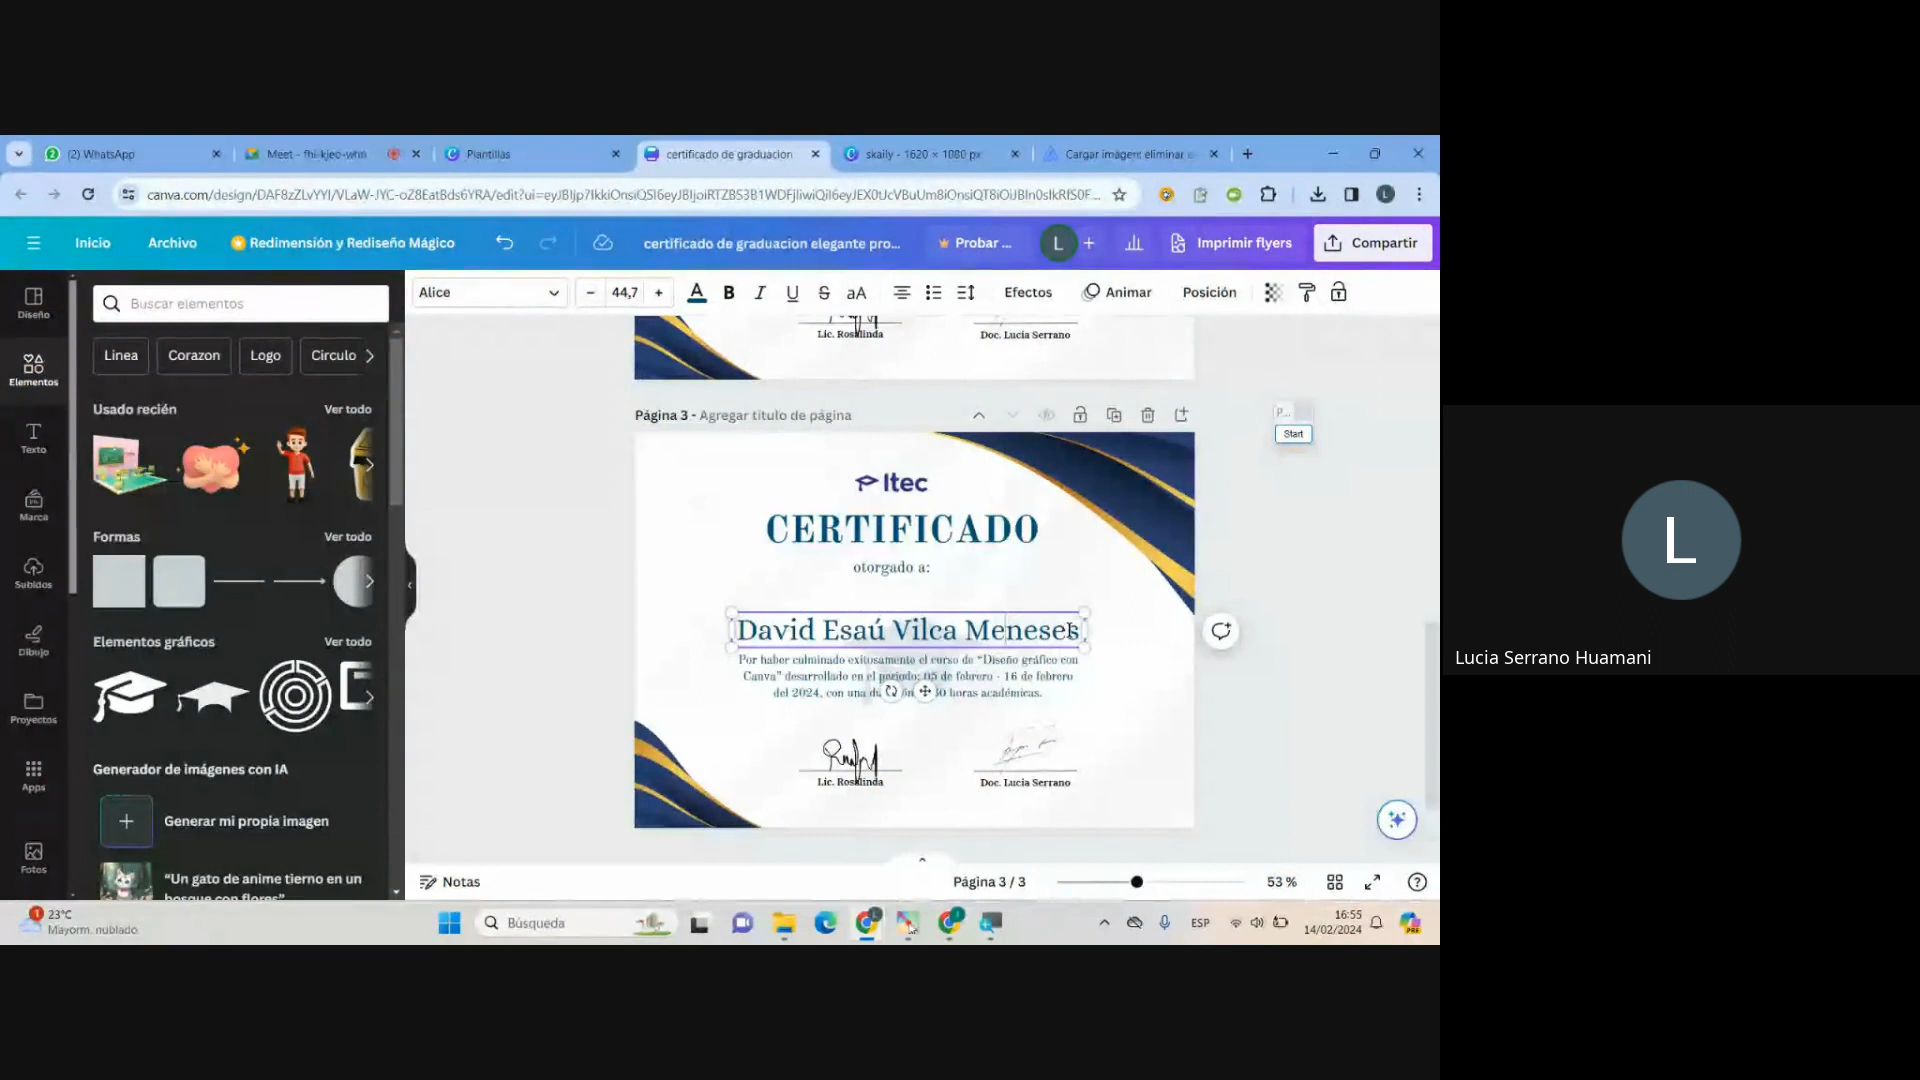 (2) WhatsApp
Meet - fhi-kjeo-whn
Plantillas
certificado de graduacion
skaily - 1620 × 1080 px
Cargar imagen: eliminar
Inicio
Archivo
Redimensión y Rediseño Mágico
certificado de graduacion elegante pro...
Probar ...
L
Imprimir flyers
Compartir
Alice
44,7
B
I
U
S
aA
Efectos
Animar
Posición
Diseño
Elementos
Texto
Marca
Subidos
Dibujo
Proyectos
Apps
Fotos
Buscar elementos
Linea
Corazon
Logo
Circulo
Usado recién
Ver todo
Formas
Ver todo
Elementos gráficos
Ver todo
Generador de imágenes con IA
Generar mi propia imagen
"Un gato de anime tierno en un
bosque con flores"
Lic. Rosalinda
Doc. Lucia Serrano
Página 3 - Agregar título de página
P...
Start
Itec
CERTIFICADO
otorgado a:
David Esaú Vilca Meneses
Por haber culminado exitosamente el curso de "Diseño gráfico con
Canva" desarrollado en el periodo: 05 de febrero - 16 de febrero
del 2024, con una 30 horas académicas.
Lic. Rosalinda
Doc. Lucia Serrano
Notas
Página 3 / 3
53 %
23°C
Mayorm. nublado
Búsqueda
ESP
16:55
14/02/2024
L
Lucia Serrano Huamani